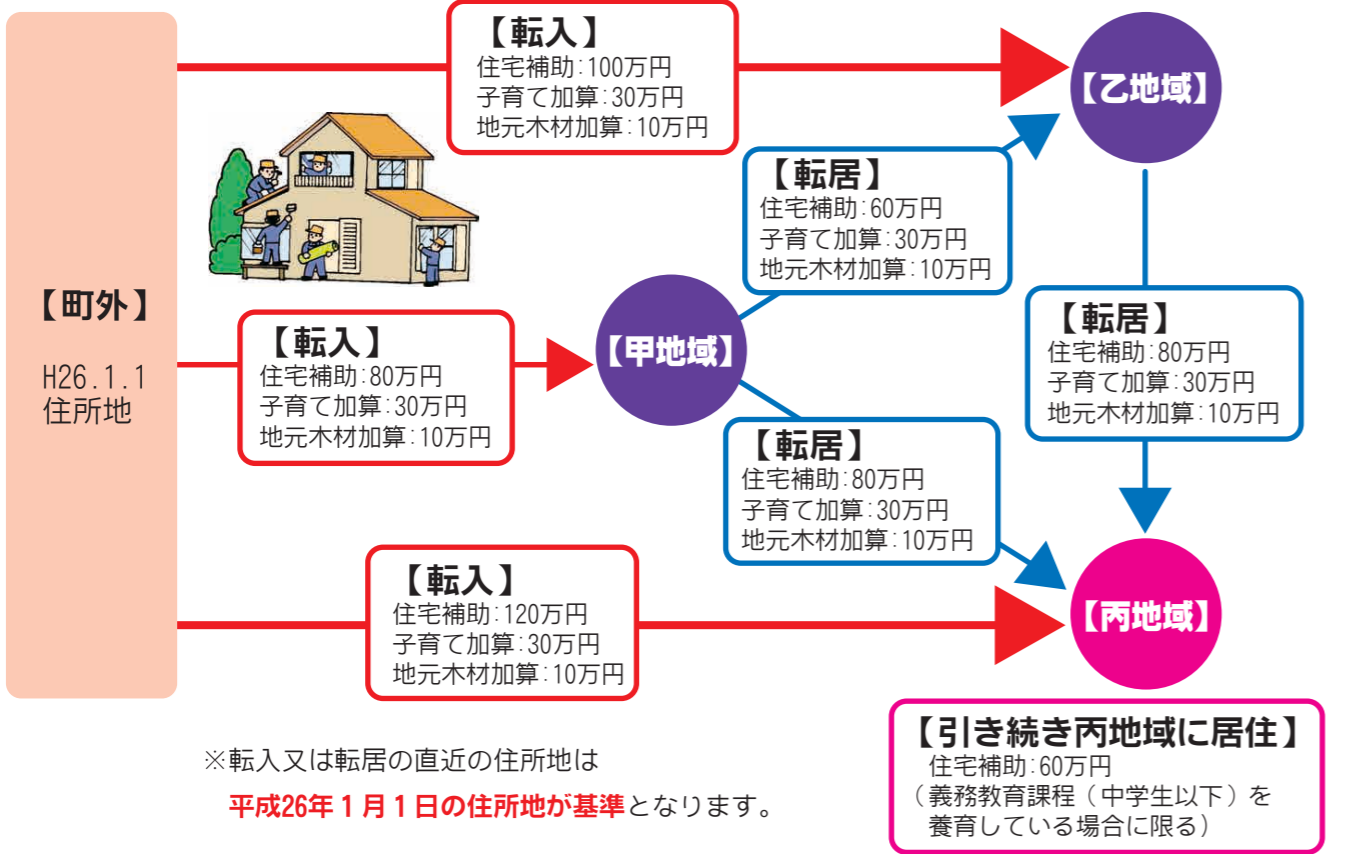 【町外】
H26.1.1
住所地
【転入】
住宅補助:100万円
子育て加算:30万円
地元木材加算:10万円
【乙地域】
【転居】
住宅補助:60万円
子育て加算:30万円
地元木材加算:10万円
【転入】
住宅補助:80万円
子育て加算:30万円
地元木材加算:10万円
【甲地域】
【転居】
住宅補助:80万円
子育て加算:30万円
地元木材加算:10万円
【転居】
住宅補助:80万円
子育て加算:30万円
地元木材加算:10万円
【転入】
住宅補助:120万円
子育て加算:30万円
地元木材加算:10万円
【丙地域】
【引き続き丙地域に居住】
住宅補助:60万円
(義務教育課程(中学生以下)を
養育している場合に限る)
※転入又は転居の直近の住所地は
平成26年1月1日の住所地が基準となります。